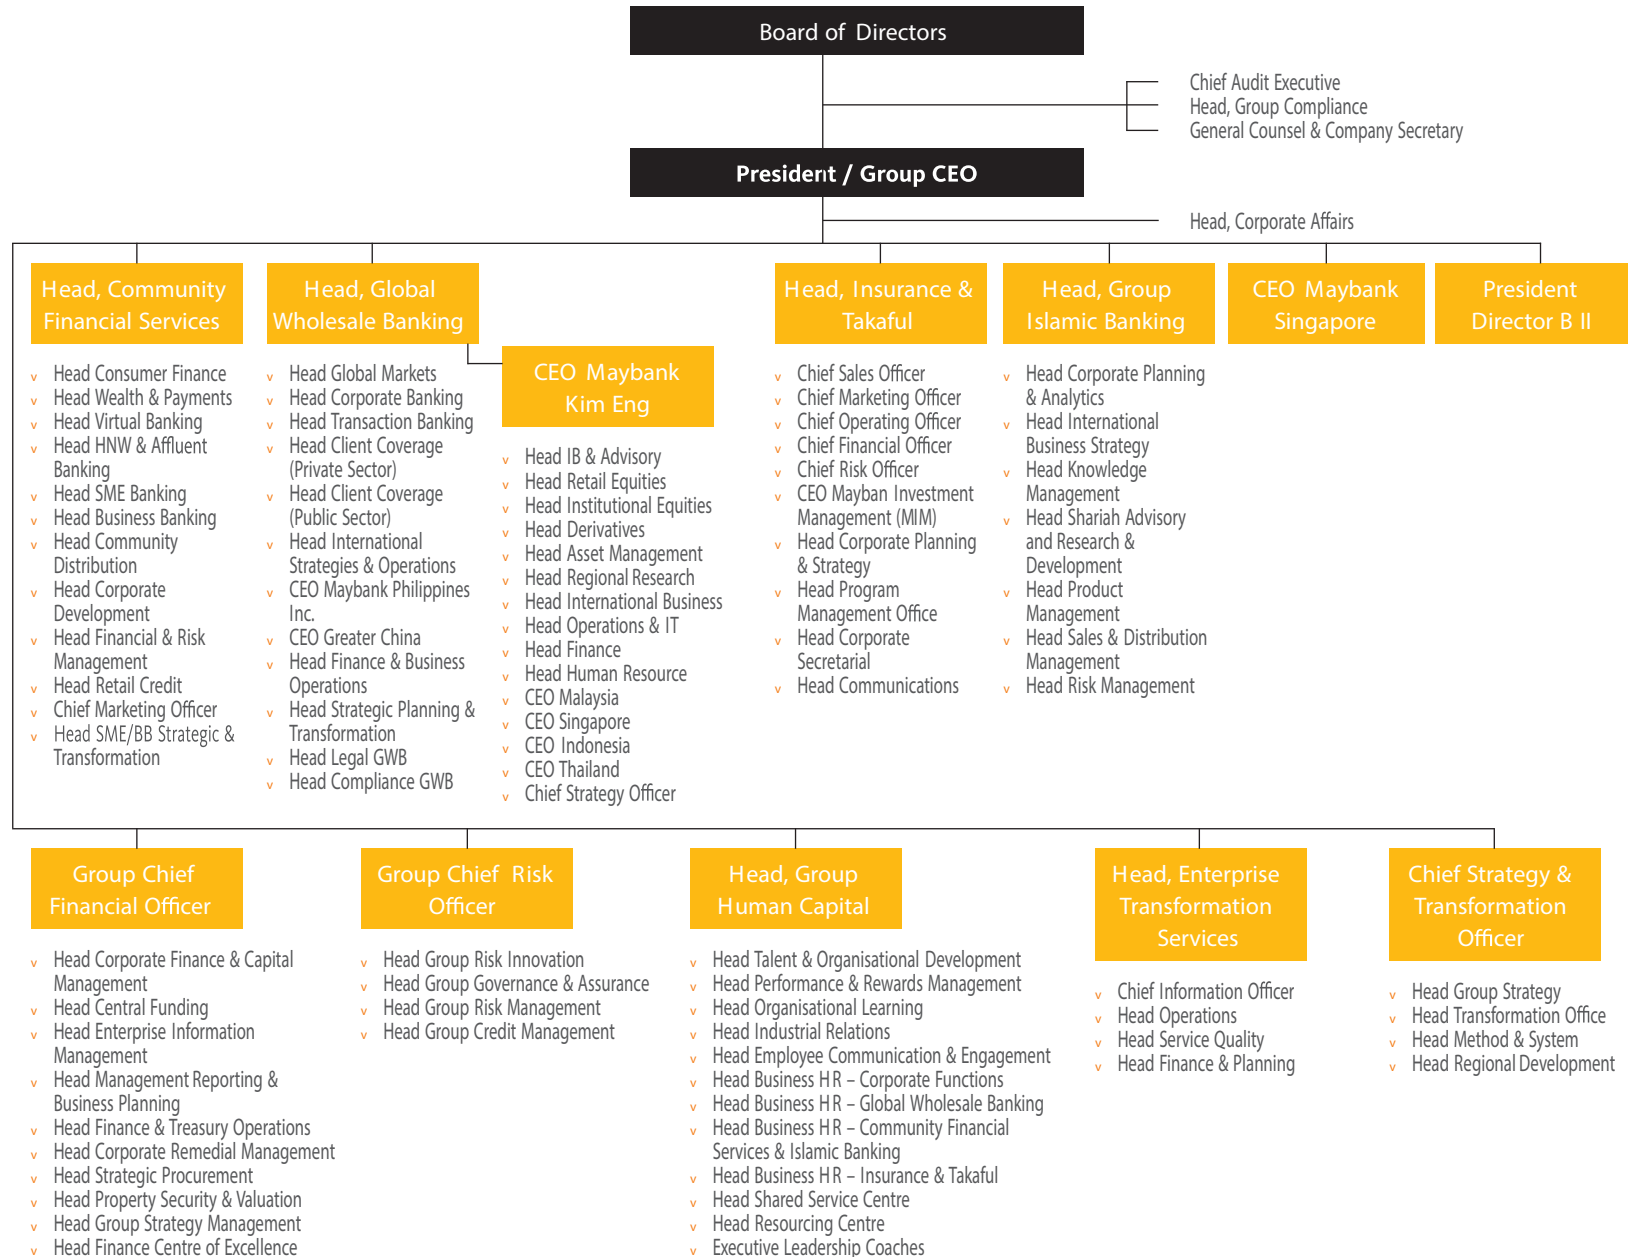 Board of Directors
Chief Audit Executive
Head, Group Compliance
General Counsel & Company Secretary
President / Group CEO
Head, Corporate Affairs
Head, Community
Financial Services
Head Consumer Finance
Head Wealth & Payments
Head Virtual Banking
Head HNW & Affluent
Banking
Head SME Banking
Head Business Banking
Head Community
Distribution
Head Corporate
Development
Head Financial & Risk
Management
Head Retail Credit
Chief Marketing Officer
Head SME/BB Strategic &
Transformation
Head, Global
Wholesale Banking
Head Global Markets
Head Corporate Banking
Head Transaction Banking
Head Client Coverage
(Private Sector)
Head Client Coverage
(Public Sector)
Head International
Strategies & Operations
CEO Maybank Philippines
Inc.
CEO Greater China
Head Finance & Business
Operations
Head Strategic Planning &
Transformation
Head Legal GWB
Head Compliance GWB
CEO Maybank
Kim Eng
Head IB & Advisory
Head Retail Equities
Head Institutional Equities
Head Derivatives
Head Asset Management
Head Regional Research
Head International Business
Head Operations & IT
Head Finance
Head Human Resource
CEO Malaysia
CEO Singapore
CEO Indonesia
CEO Thailand
Chief Strategy Officer
Head, Insurance &
Takaful
Chief Sales Officer
Chief Marketing Officer
Chief Operating Officer
Chief Financial Officer
Chief Risk Officer
CEO Mayban Investment
Management (MIM)
Head Corporate Planning
& Strategy
Head Program
Management Office
Head Corporate
Secretarial
Head Communications
Head, Group
Islamic Banking
Head Corporate Planning
& Analytics
Head International
Business Strategy
Head Knowledge
Management
Head Shariah Advisory
and Research &
Development
Head Product
Management
Head Sales & Distribution
Management
Head Risk Management
CEO Maybank
Singapore
President
Director B II
Group Chief
Financial Officer
Head Corporate Finance & Capital
Management
Head Central Funding
Head Enterprise Information
Management
Head Management Reporting &
Business Planning
Head Finance & Treasury Operations
Head Corporate Remedial Management
Head Strategic Procurement
Head Property Security & Valuation
Head Group Strategy Management
Head Finance Centre of Excellence
Group Chief Risk
Officer
Head Group Risk Innovation
Head Group Governance & Assurance
Head Group Risk Management
Head Group Credit Management
Head, Group
Human Capital
Head Talent & Organisational Development
Head Performance & Rewards Management
Head Organisational Learning
Head Industrial Relations
Head Employee Communication & Engagement
Head Business HR – Corporate Functions
Head Business HR – Global Wholesale Banking
Head Business HR – Community Financial
Services & Islamic Banking
Head Business HR – Insurance & Takaful
Head Shared Service Centre
Head Resourcing Centre
Executive Leadership Coaches
Head, Enterprise
Transformation
Services
Chief Information Officer
Head Operations
Head Service Quality
Head Finance & Planning
Chief Strategy &
Transformation
Officer
Head Group Strategy
Head Transformation Office
Head Method & System
Head Regional Development